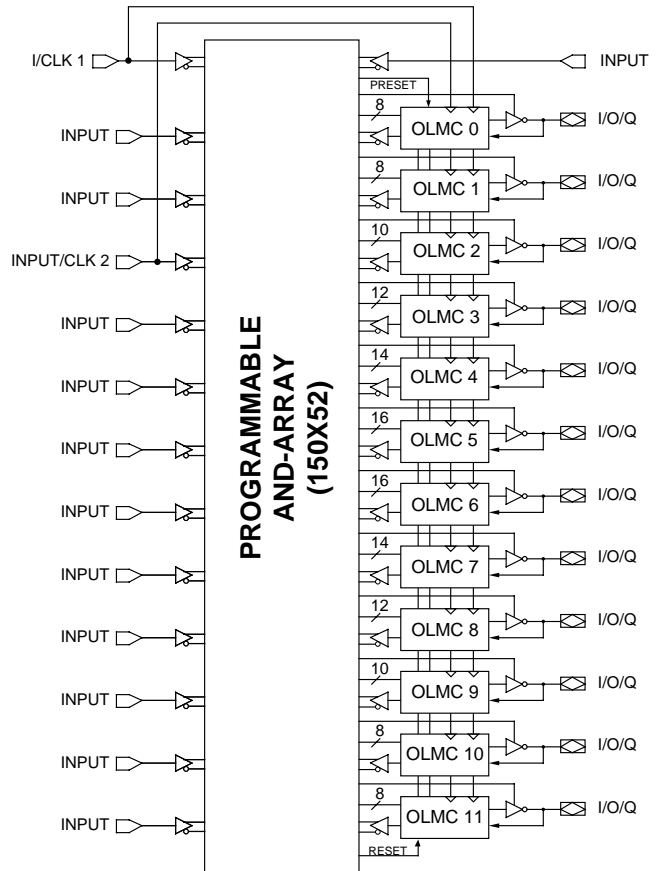 I/CLK 1
INPUT
PRESET
8
OLMC 0
I/O/Q
INPUT
8
OLMC 1
I/O/Q
INPUT
10
OLMC 2
I/O/Q
INPUT/CLK 2
12
OLMC 3
I/O/Q
INPUT
14
OLMC 4
I/O/Q
INPUT
16
OLMC 5
I/O/Q
INPUT
PROGRAMMABLE
AND-ARRAY
(150X52)
16
OLMC 6
I/O/Q
INPUT
14
OLMC 7
I/O/Q
INPUT
12
OLMC 8
I/O/Q
INPUT
10
OLMC 9
I/O/Q
INPUT
8
OLMC 10
I/O/Q
INPUT
8
OLMC 11
I/O/Q
INPUT
RESET